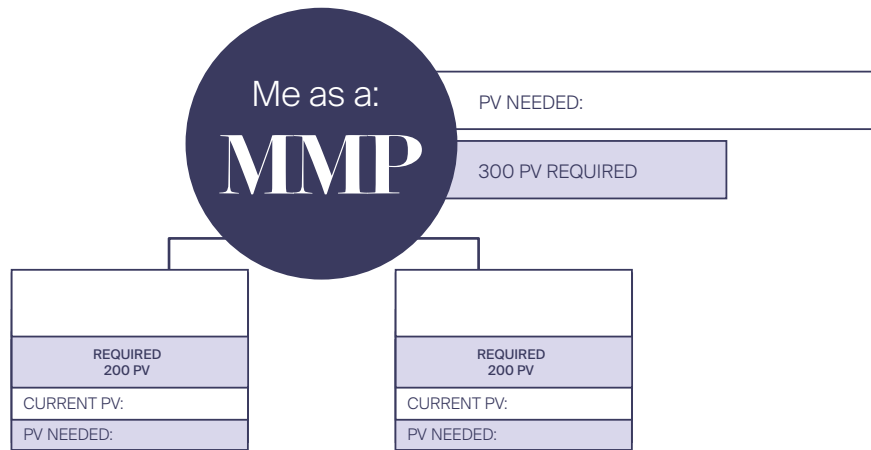 Me as a:
MMP
PV NEEDED:
300 PV REQUIRED
REQUIRED
200 PV
CURRENT PV:
PV NEEDED:
REQUIRED
200 PV
CURRENT PV:
PV NEEDED: